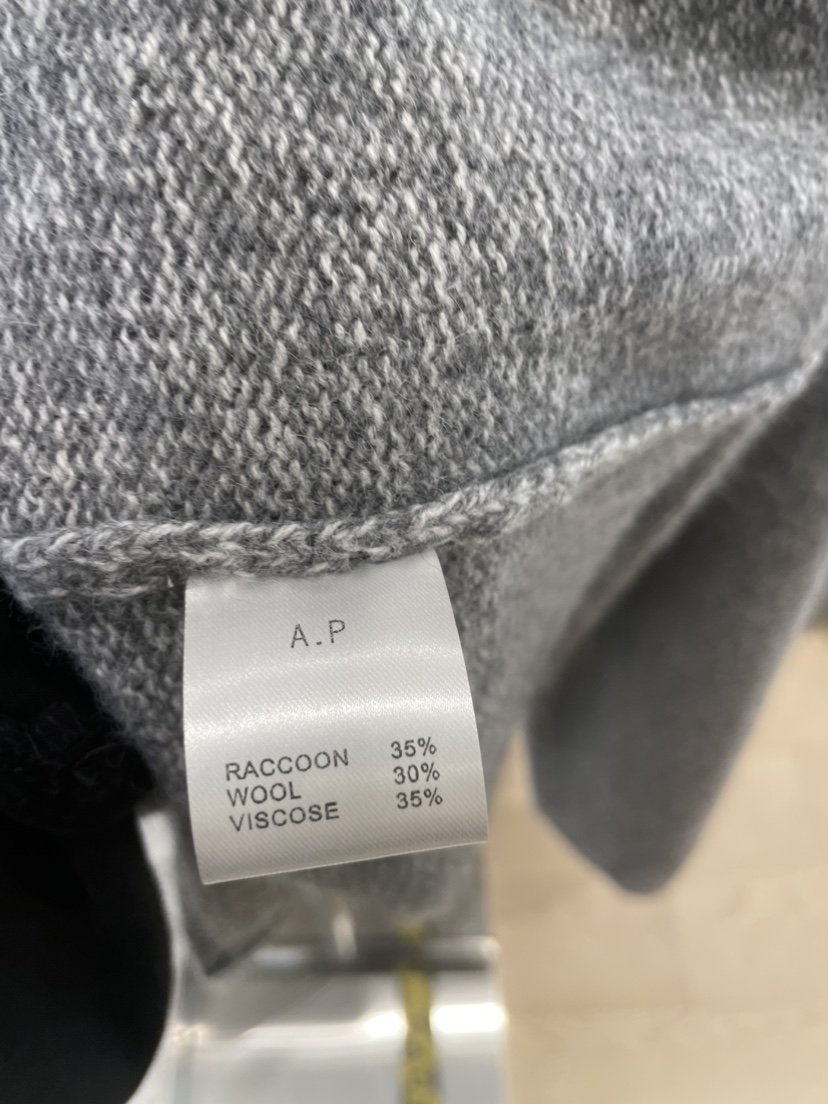 A.P
RACCOON 35%
WOOL 30%
VISCOSE 35%